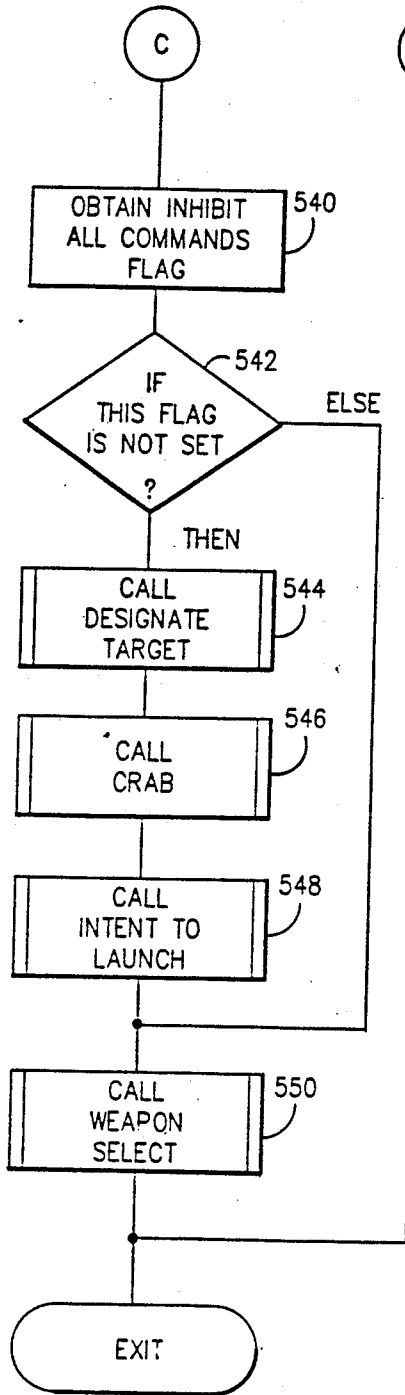 C
OBTAIN INHIBIT
ALL COMMANDS
FLAG
540
542
IF
THIS FLAG
IS NOT SET
?
ELSE
THEN
CALL
DESIGNATE
TARGET
544
CALL
CRAB
546
CALL
INTENT TO
LAUNCH
548
CALL
WEAPON
SELECT
550
EXIT